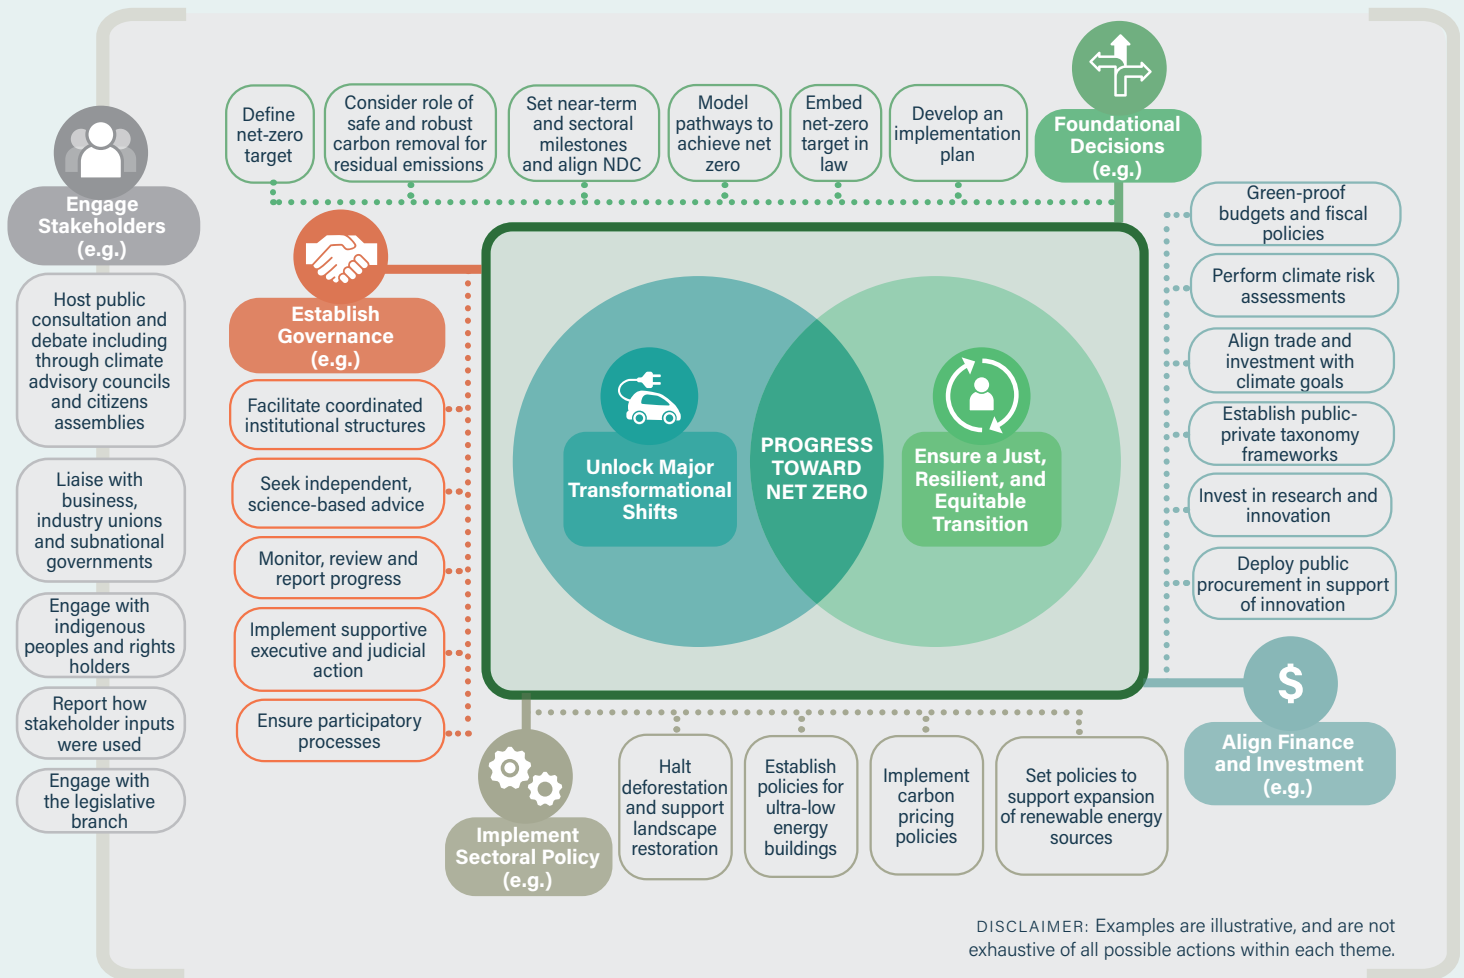 Engage
Stakeholders
(e.g.)
Host public
consultation and
debate including
through climate
advisory councils
and citizens
assemblies
Liaise with
business,
industry unions
and subnational
governments
Engage with
indigenous
peoples and rights
holders
Report how
stakeholder inputs
were used
Engage with
the legislative
branch
Define
net-zero
target
Consider role of
safe and robust
carbon removal for
residual emissions
Set near-term
and sectoral
milestones
and align NDC
Model
pathways to
achieve net
zero
Embed
net-zero
target in
law
Develop an
implementation
plan
Foundational
Decisions
(e.g.)
Establish
Governance
(e.g.)
Facilitate coordinated
institutional structures
Seek independent,
science-based advice
Monitor, review and
report progress
Implement supportive
executive and judicial
action
Ensure participatory
processes
Unlock Major
Transformational
Shifts
PROGRESS
TOWARD
NET ZERO
Ensure a Just,
Resilient, and
Equitable
Transition
Green-proof
budgets and fiscal
policies
Perform climate risk
assessments
Align trade and
investment with
climate goals
Establish public-
private taxonomy
frameworks
Invest in research and
innovation
Deploy public
procurement in support
of innovation
$
Align Finance
and Investment
(e.g.)
Implement
Sectoral Policy
(e.g.)
Halt
deforestation
and support
landscape
restoration
Establish
policies for
ultra-low
energy
buildings
Implement
carbon
pricing
policies
Set policies to
support expansion
of renewable energy
sources
DISCLAIMER: Examples are illustrative, and are not
exhaustive of all possible actions within each theme.